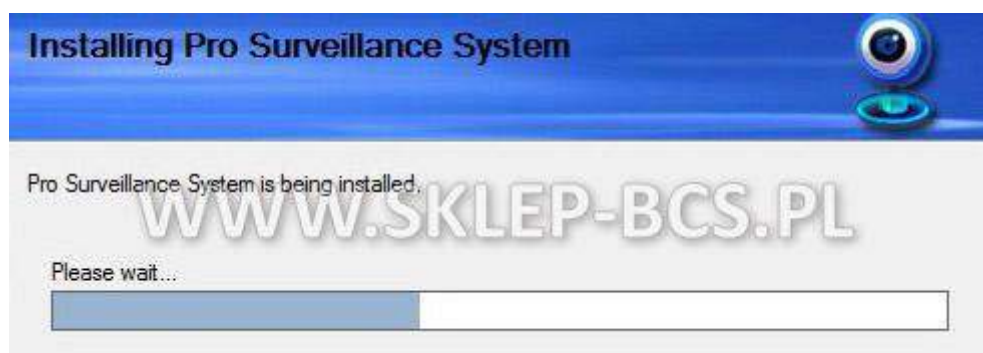 Installing Pro Surveillance System
Pro Surveillance System is being installed.
WWW.SKLEP-BCS.PL
Please wait...